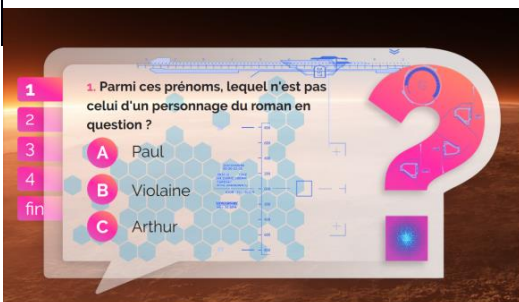 1. Parmi ces prénoms, lequel n'est pas
celui d'un personnage du roman en
question ?
A Paul
B Violaine
C Arthur
1
2
3
4
fin
?